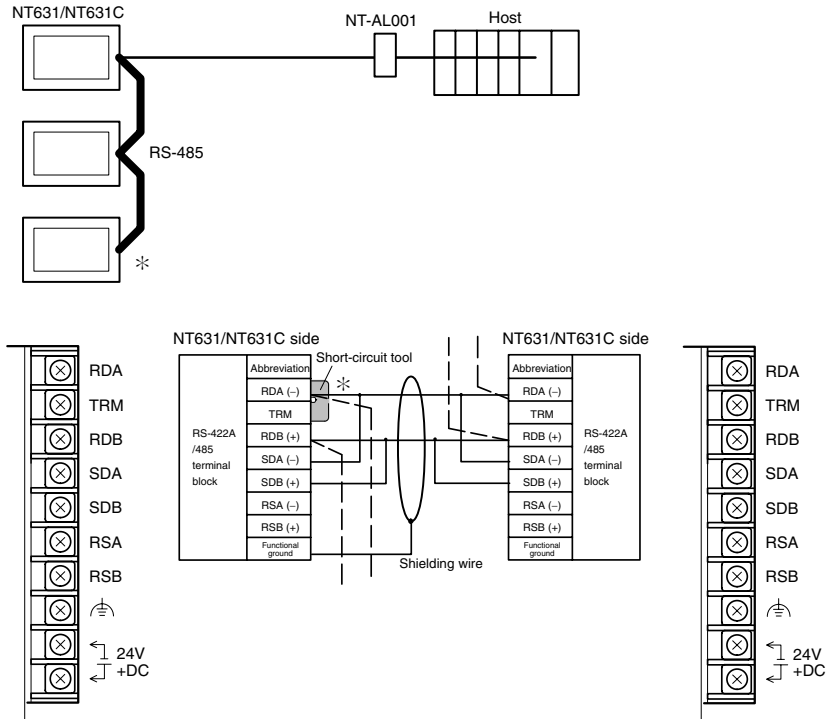 NT631/NT631C
NT-AL001
Host
RS-485
*
NT631/NT631C side
NT631/NT631C side
RDA
TRM
RDB
SDA
SDB
RSA
RSB
24V
+DC
RS-422A
/485
terminal
block
Abbreviation
RDA (–)
TRM
RDB (+)
SDA (–)
SDB (+)
RSA (–)
RSB (+)
Functional
ground
Short-circuit tool
*
Shielding wire
Abbreviation
RDA (–)
TRM
RDB (+)
SDA (–)
SDB (+)
RSA (–)
RSB (+)
Functional
ground
RS-422A
/485
terminal
block
RDA
TRM
RDB
SDA
SDB
RSA
RSB
24V
+DC